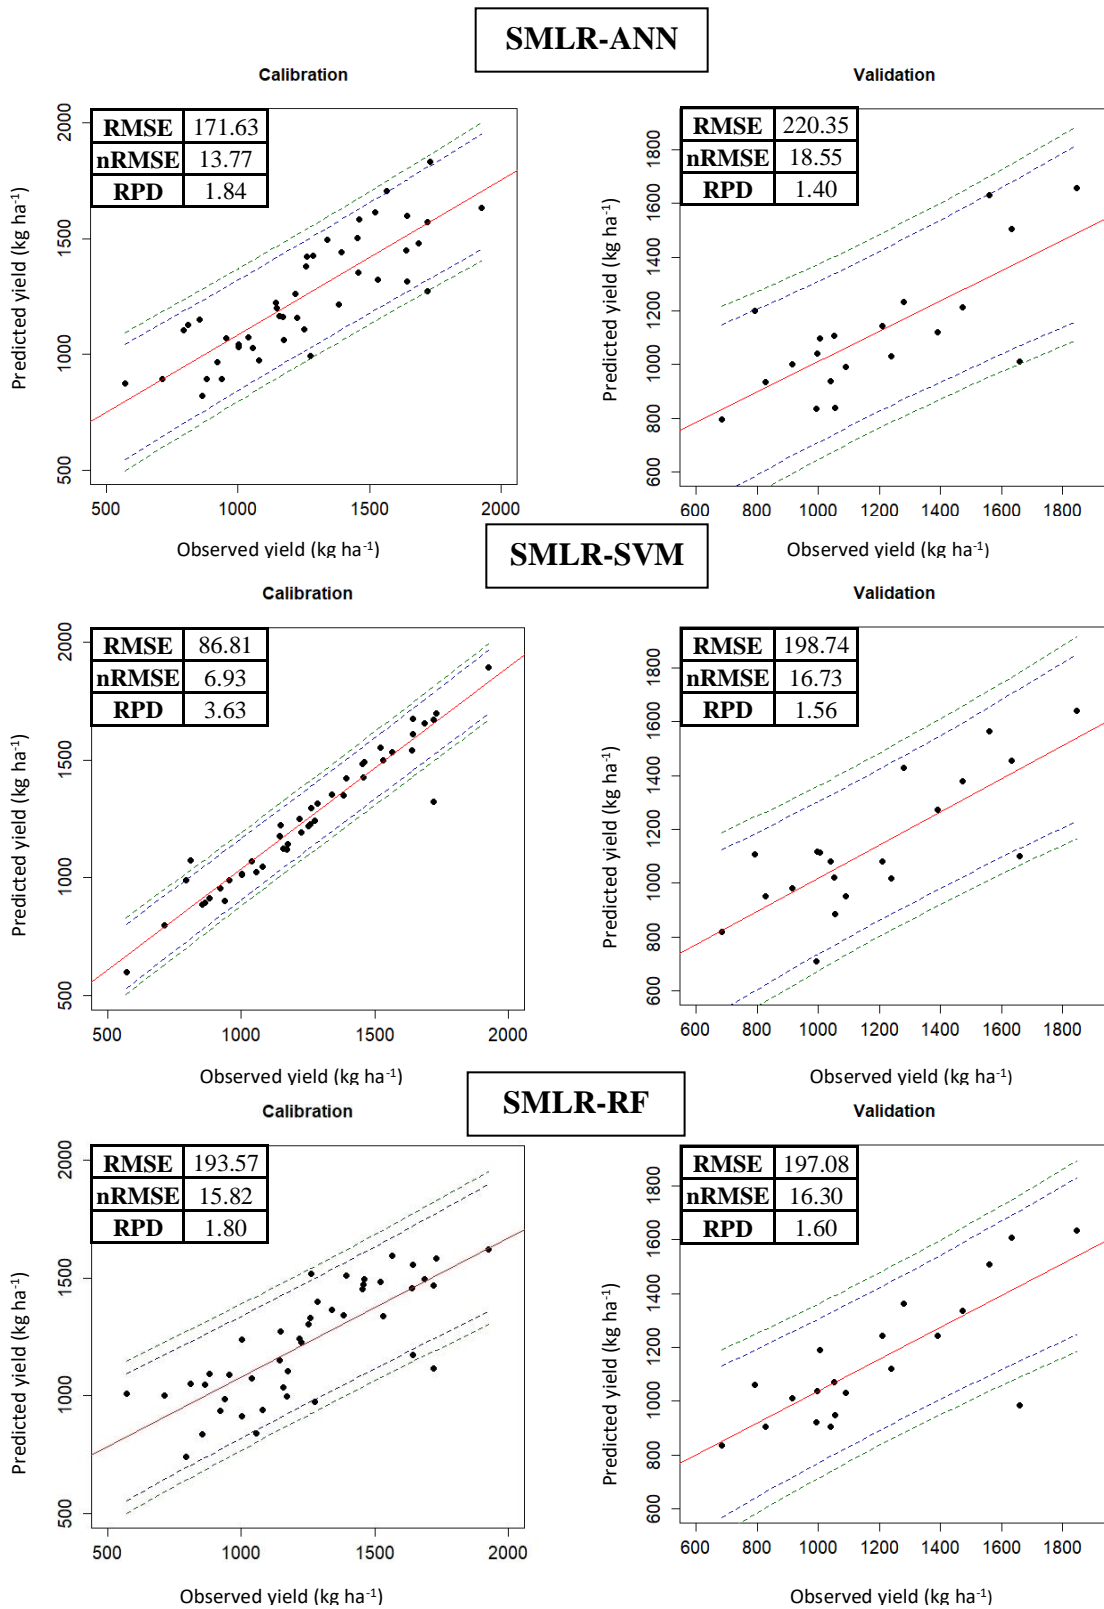 SMLR-ANN
Calibration
Validation
RMSE 171.63
nRMSE 13.77
RPD 1.84
RMSE 220.35
nRMSE 18.55
RPD 1.40
Predicted yield (kg ha⁻¹)
2000
1500
1000
500
500 1000 1500 2000
Observed yield (kg ha⁻¹)
Predicted yield (kg ha⁻¹)
1800
1600
1400
1200
1000
800
600
600 800 1000 1200 1400 1600 1800
Observed yield (kg ha⁻¹)
SMLR-SVM
Calibration
Validation
RMSE 86.81
nRMSE 6.93
RPD 3.63
RMSE 198.74
nRMSE 16.73
RPD 1.56
Predicted yield (kg ha⁻¹)
2000
1500
1000
500
500 1000 1500 2000
Observed yield (kg ha⁻¹)
Predicted yield (kg ha⁻¹)
1800
1600
1400
1200
1000
800
600
600 800 1000 1200 1400 1600 1800
Observed yield (kg ha⁻¹)
SMLR-RF
Calibration
Validation
RMSE 193.57
nRMSE 15.82
RPD 1.80
RMSE 197.08
nRMSE 16.30
RPD 1.60
Predicted yield (kg ha⁻¹)
2000
1500
1000
500
500 1000 1500 2000
Observed yield (kg ha⁻¹)
Predicted yield (kg ha⁻¹)
1800
1600
1400
1200
1000
800
600
600 800 1000 1200 1400 1600 1800
Observed yield (kg ha⁻¹)